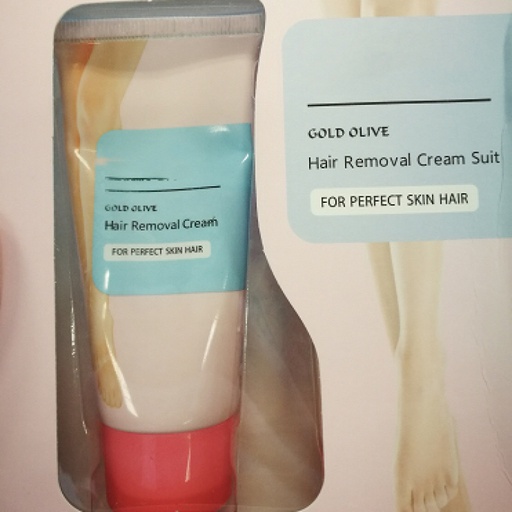 GOLD OLIVE
Hair Removal Cream
FOR PERFECT SKIN HAIR
GOLD OLIVE
Hair Removal Cream Suit
FOR PERFECT SKIN HAIR